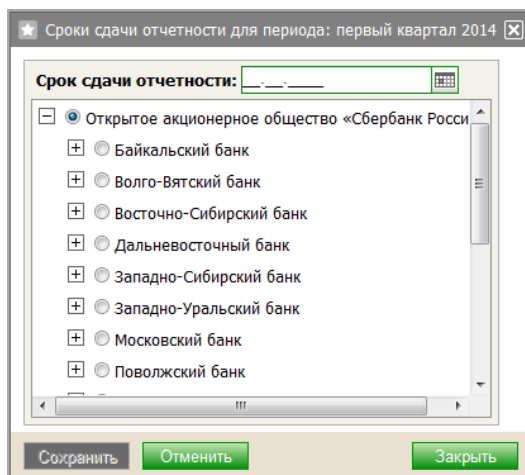 Сроки сдачи отчетности для периода: первый квартал 2014
Срок сдачи отчетности: __.__.____
Открытое акционерное общество «Сбербанк Росси
Байкальский банк
Волго-Вятский банк
Восточно-Сибирский банк
Дальневосточный банк
Западно-Сибирский банк
Западно-Уральский банк
Московский банк
Поволжский банк
Сохранить Отменить Закрыть